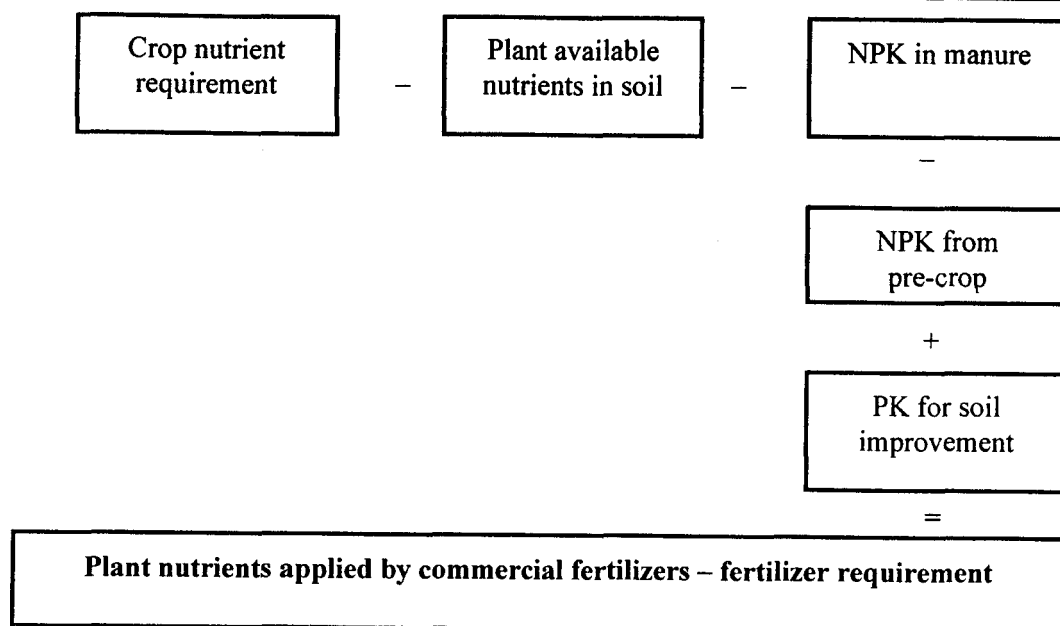 Crop nutrient
requirement
–
Plant available
nutrients in soil
–
NPK in manure
–
NPK from
pre-crop
+
PK for soil
improvement
=
Plant nutrients applied by commercial fertilizers – fertilizer requirement